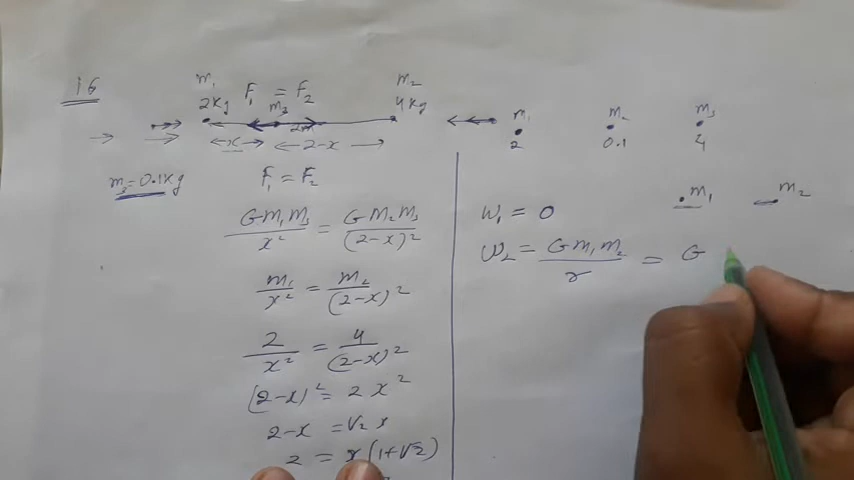 16
m₁ F₁ = F₂ m₂
2kg m₃ 4kg
2m
x 2-x
m₃=0.1kg
F₁ = F₂
Gm₁m₃/x² = Gm₂m₃/(2-x)²
m₁/x² = m₂/(2-x)²
2/x² = 4/(2-x)²
(2-x)² = 2x²
2-x = √2 x
2 = x(1+√2)
m₁ m₂ m₃
2 0.1 4
m₁ m₂
W₁ = 0
W₂ = Gm₁m₂/r = G